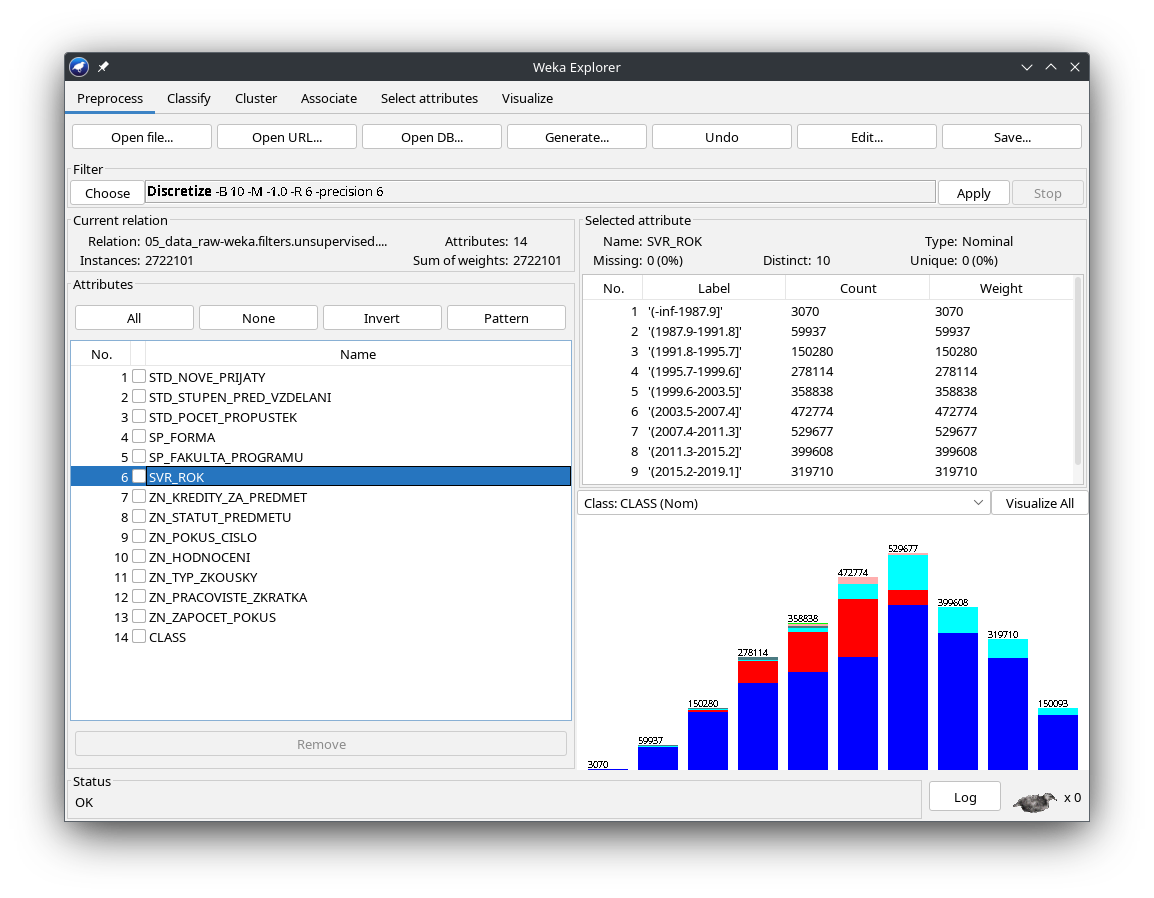 Weka Explorer
Preprocess Classify Cluster Associate Select attributes Visualize
Open file... Open URL... Open DB... Generate... Undo Edit... Save...
Filter
Choose Discretize -B 10 -M -1.0 -R 6 -precision 6 Apply Stop
Current relation
Relation: 05_data_raw-weka.filters.unsupervised.... Attributes: 14
Instances: 2722101 Sum of weights: 2722101
Attributes
All None Invert Pattern
No. Name
1 STD_NOVE_PRIJATY
2 STD_STUPEN_PRED_VZDELANI
3 STD_POCET_PROPUSTEK
4 SP_FORMA
5 SP_FAKULTA_PROGRAMU
6 SVR_ROK
7 ZN_KREDITY_ZA_PREDMET
8 ZN_STATUT_PREDMETU
9 ZN_POKUS_CISLO
10 ZN_HODNOCENI
11 ZN_TYP_ZKOUSKY
12 ZN_PRACOVISTE_ZKRATKA
13 ZN_ZAPOCET_POKUS
14 CLASS
Remove
Selected attribute
Name: SVR_ROK Type: Nominal
Missing: 0 (0%) Distinct: 10 Unique: 0 (0%)
No. Label Count Weight
1 '(-inf-1987.9]' 3070 3070
2 '(1987.9-1991.8]' 59937 59937
3 '(1991.8-1995.7]' 150280 150280
4 '(1995.7-1999.6]' 278114 278114
5 '(1999.6-2003.5]' 358838 358838
6 '(2003.5-2007.4]' 472774 472774
7 '(2007.4-2011.3]' 529677 529677
8 '(2011.3-2015.2]' 399608 399608
9 '(2015.2-2019.1]' 319710 319710
Class: CLASS (Nom) Visualize All
3070
59937
150280
278114
358838
472774
529677
399608
319710
150093
Status
OK
Log x 0